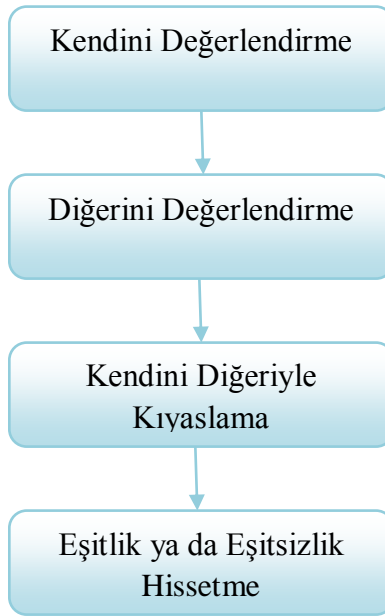 Kendini Değerlendirme
Diğerini Değerlendirme
Kendini Diğeriyle
Kıyaslama
Eşitlik ya da Eşitsizlik
Hissetme